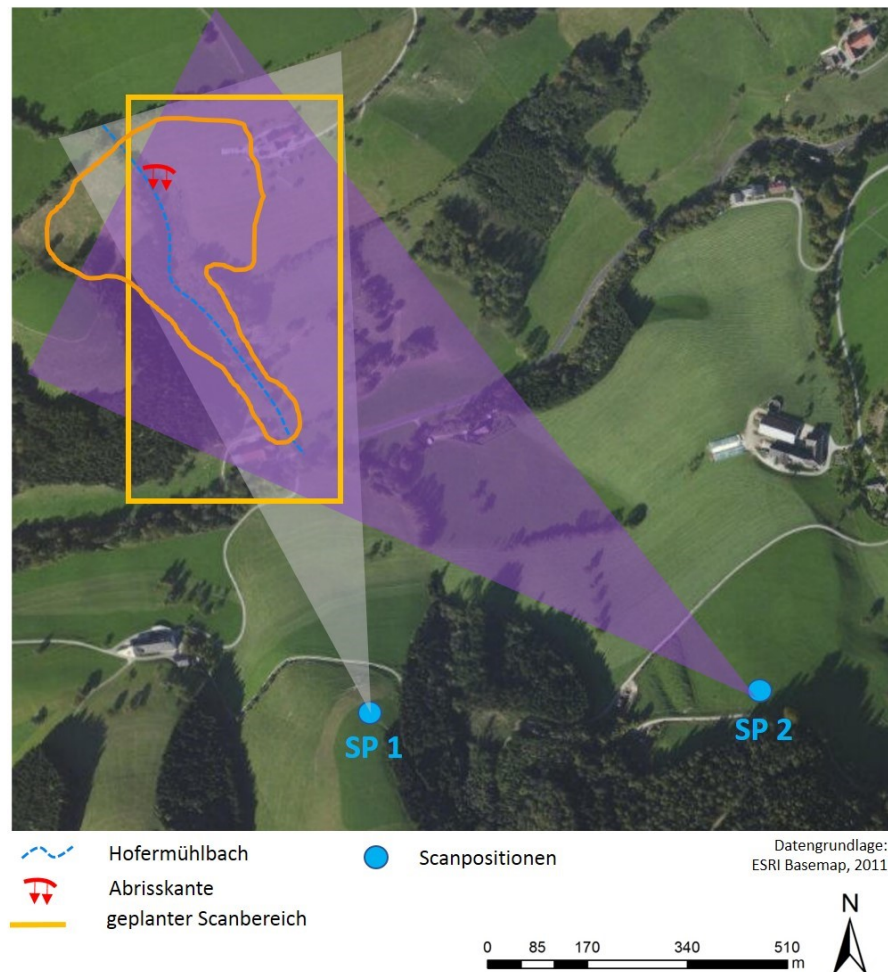 SP 1
SP 2
Hofermühlbach
Abrisskante
geplanter Scanbereich
Scanpositionen
Datengrundlage:
ESRI Basemap, 2011
N
0 85 170 340 510
m